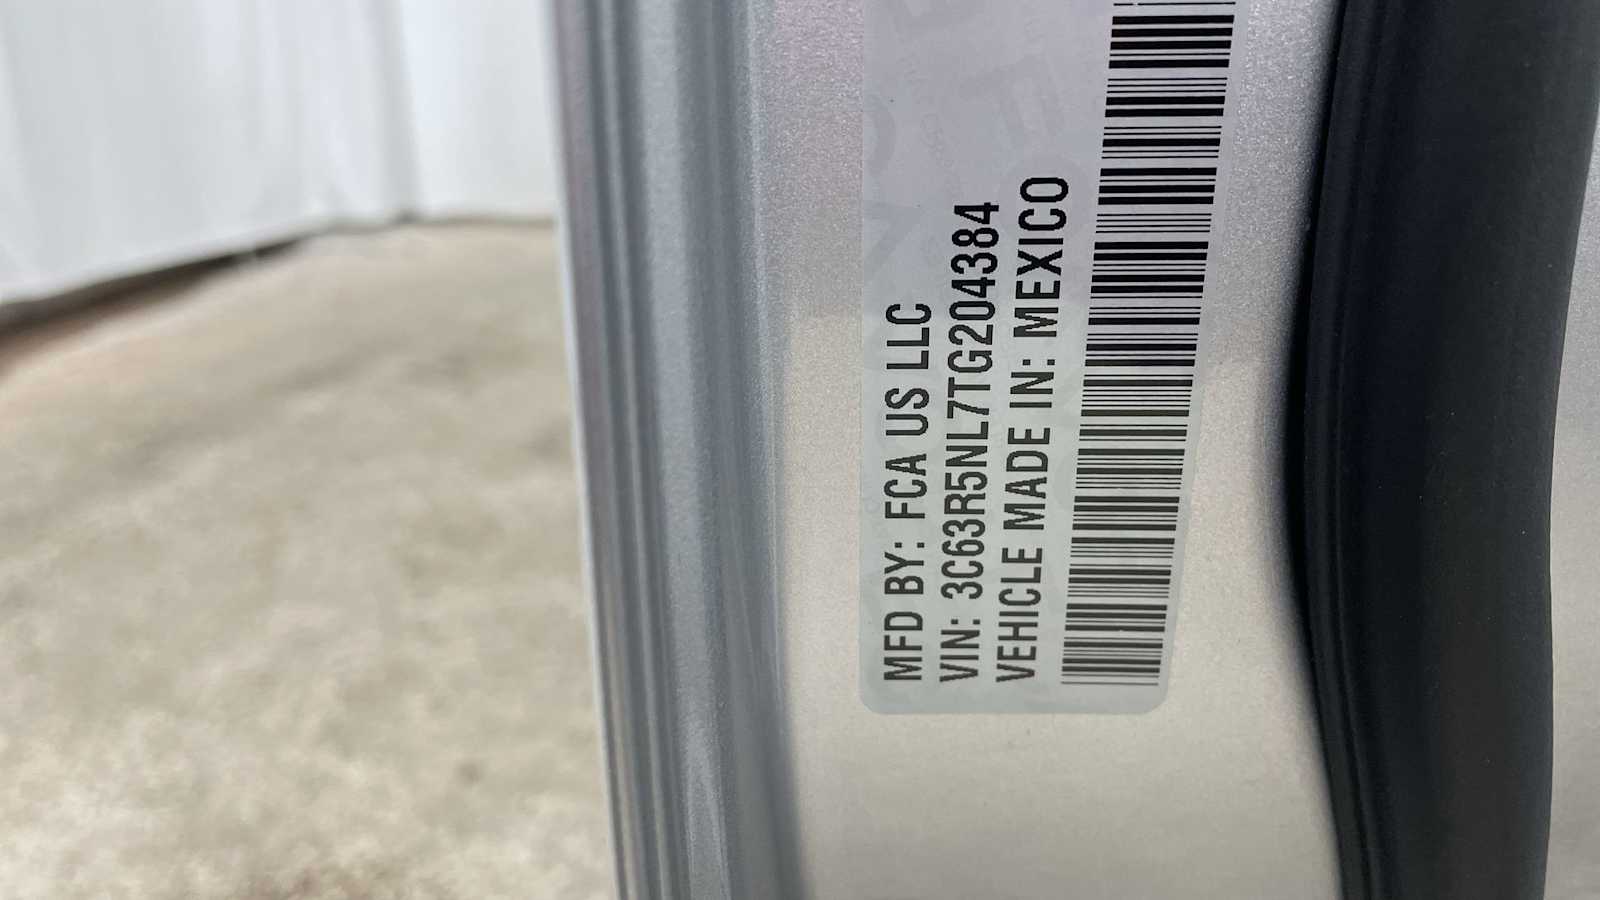 MFD BY: FCA US LLC
VIN: 3C63R5NL7TG204384
VEHICLE MADE IN: MEXICO